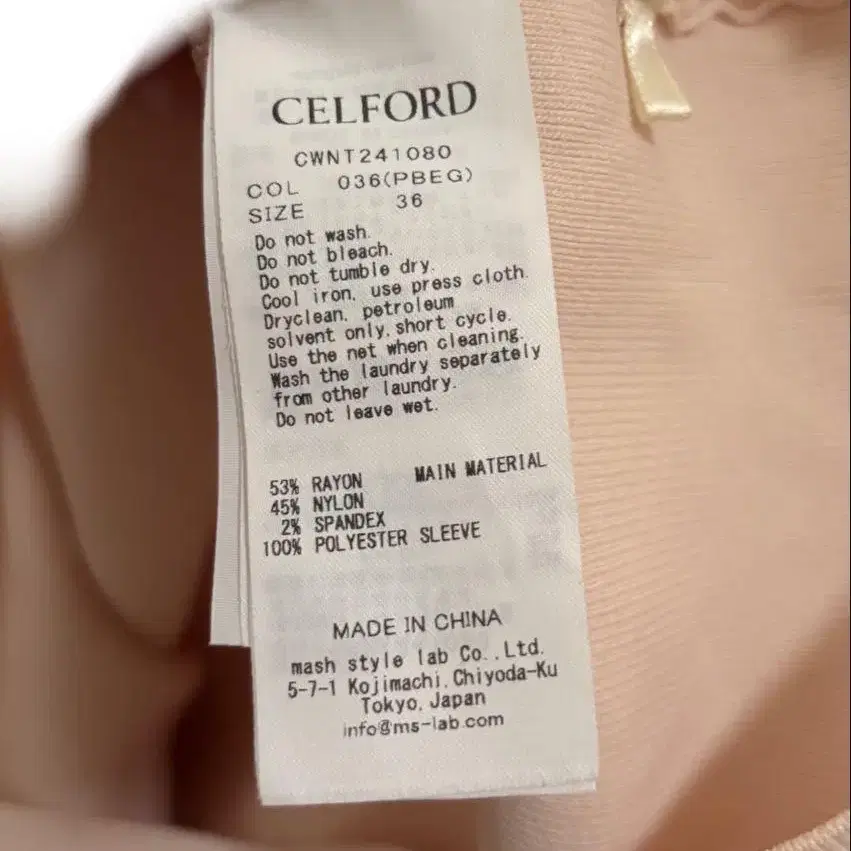 CELFORD
CWNT241080
COL 036(PBEG)
SIZE 36
Do not wash.
Do not bleach.
Do not tumble dry.
Cool iron, use press cloth.
Dryclean, petroleum
solvent only, short cycle.
Use the net when cleaning.
Wash the laundry separately
from other laundry.
Do not leave wet.
53% RAYON MAIN MATERIAL
45% NYLON
2% SPANDEX
100% POLYESTER SLEEVE
MADE IN CHINA
mash style lab Co.,Ltd.
5-7-1 Kojimachi, Chiyoda-Ku
Tokyo, Japan
info@ms-lab.com